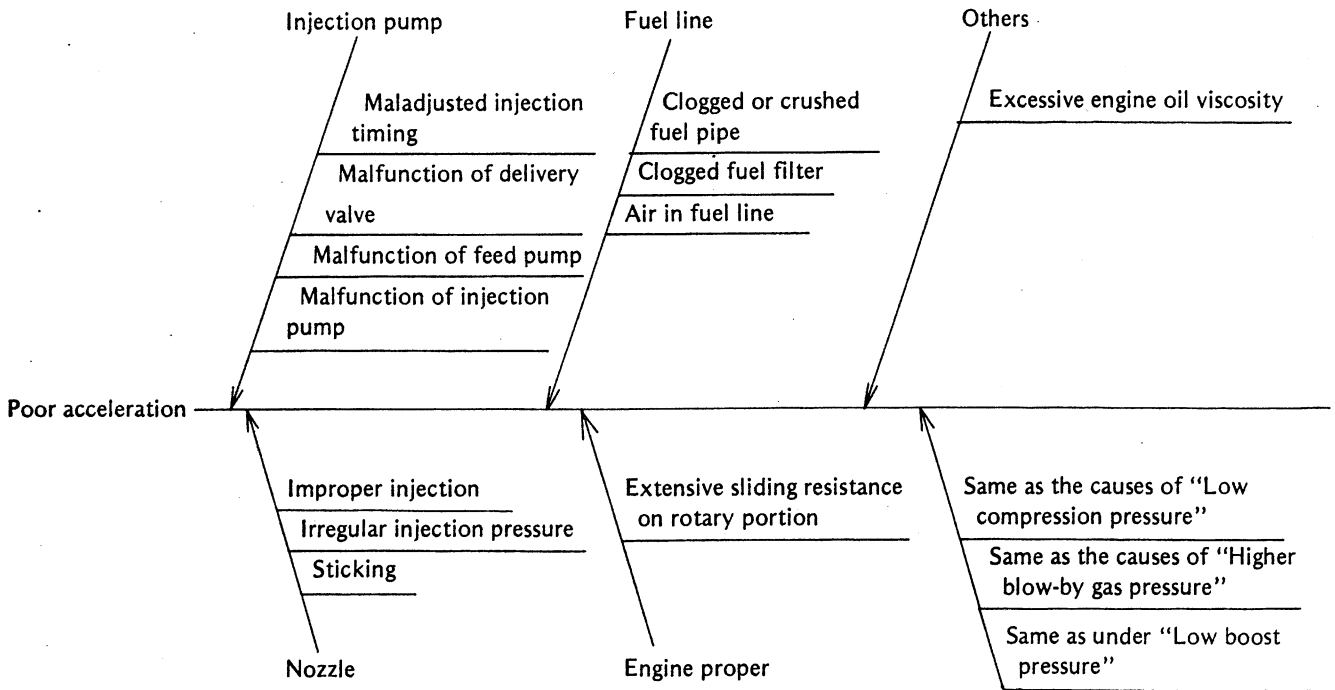 Injection pump
Fuel line
Others
Maladjusted injection
timing
Malfunction of delivery
valve
Malfunction of feed pump
Malfunction of injection
pump
Clogged or crushed
fuel pipe
Clogged fuel filter
Air in fuel line
Excessive engine oil viscosity
Poor acceleration
Improper injection
Irregular injection pressure
Sticking
Nozzle
Extensive sliding resistance
on rotary portion
Engine proper
Same as the causes of “Low
compression pressure”
Same as the causes of “Higher
blow-by gas pressure”
Same as under “Low boost
pressure”